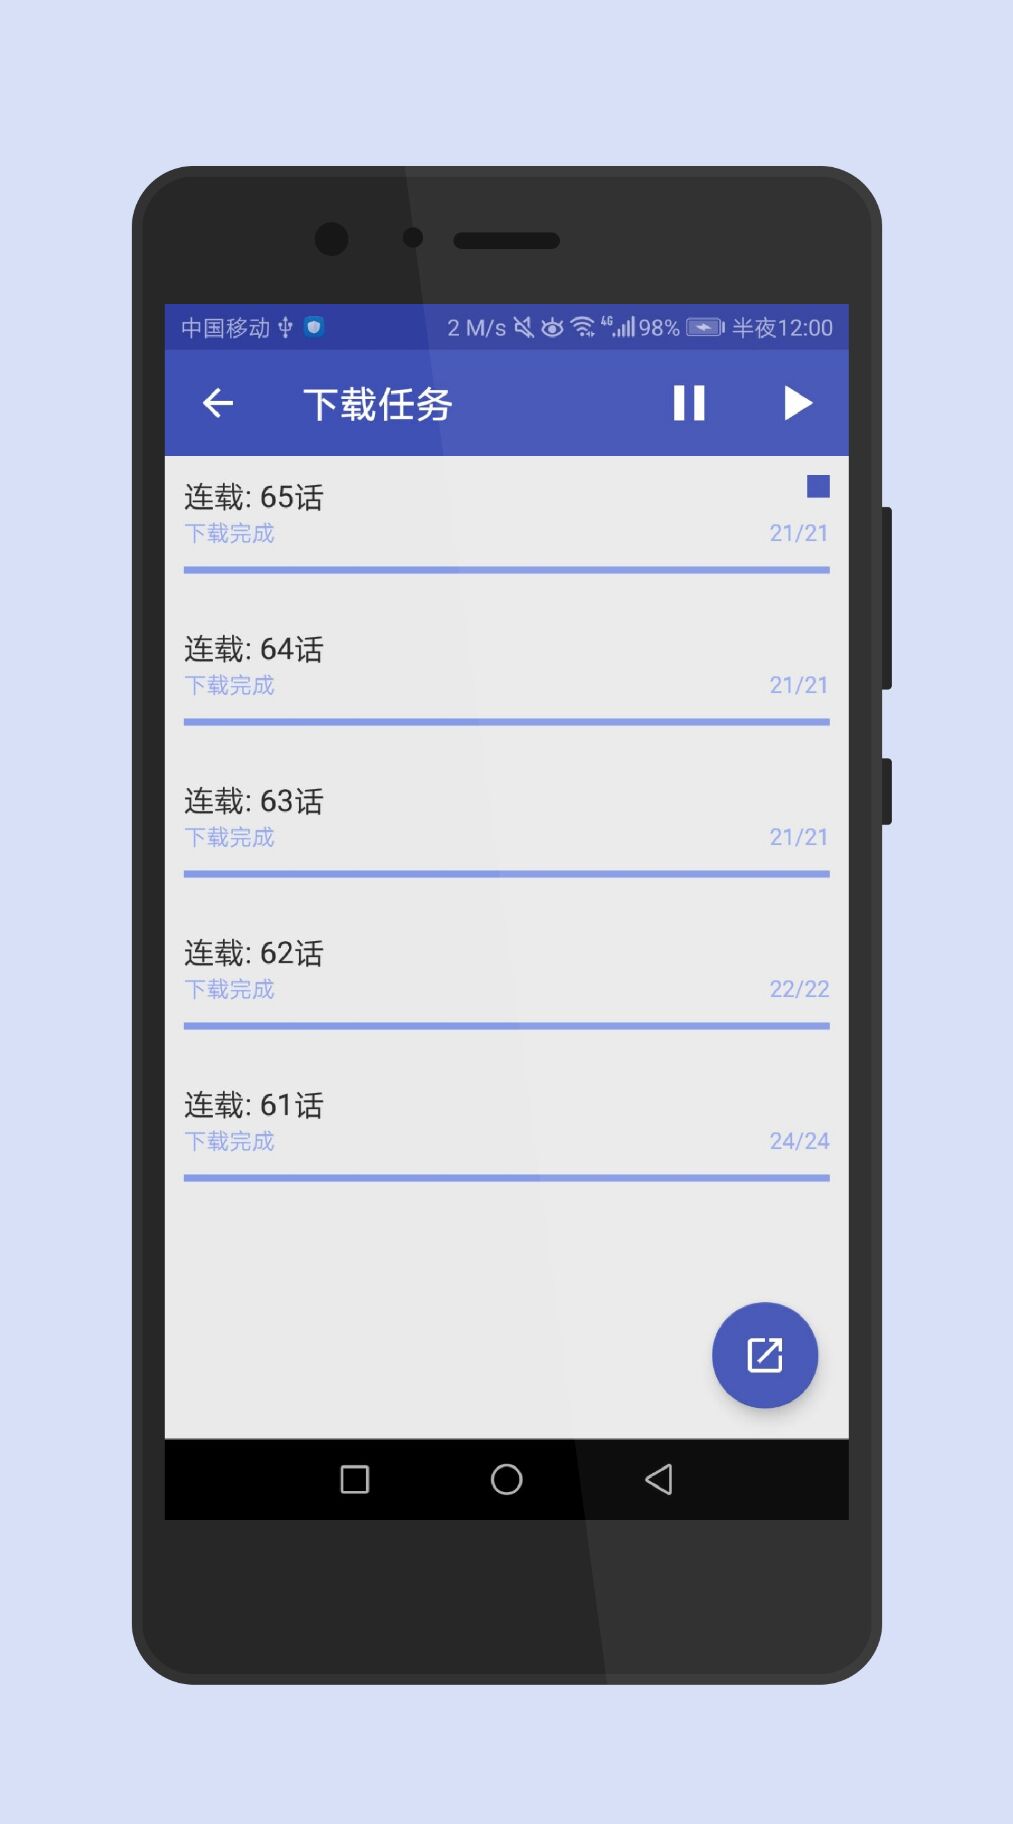 中国移动 2 M/s 4G 98% 半夜12:00
下载任务
连载: 65话
下载完成 21/21
连载: 64话
下载完成 21/21
连载: 63话
下载完成 21/21
连载: 62话
下载完成 22/22
连载: 61话
下载完成 24/24